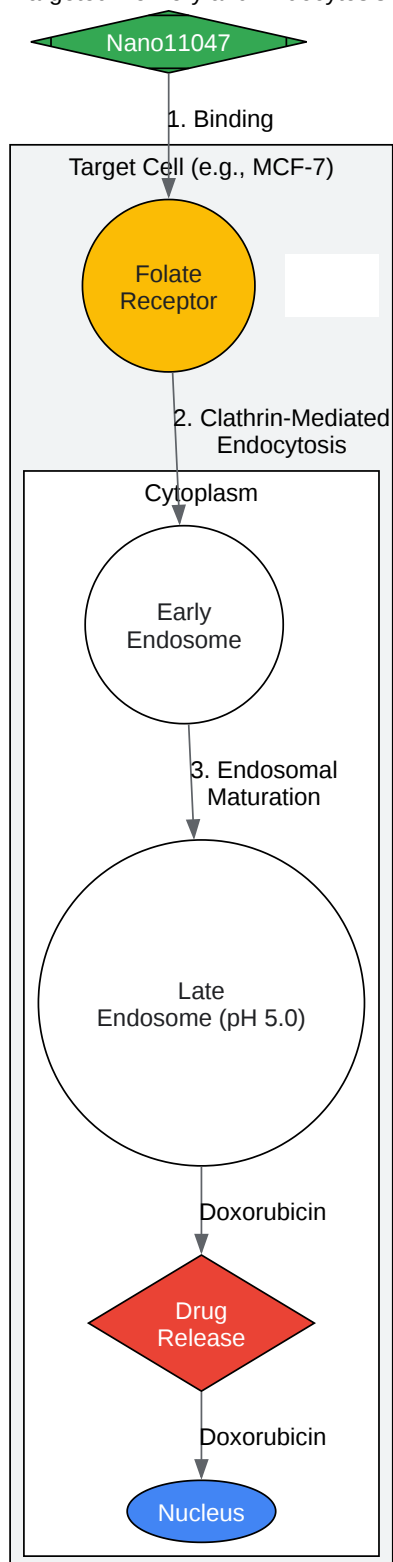 Nano11047
1. Binding
Target Cell (e.g., MCF-7)
Folate
Receptor
2. Clathrin-Mediated
Endocytosis
Cytoplasm
Early
Endosome
3. Endosomal
Maturation
Late
Endosome (pH 5.0)
Doxorubicin
Drug
Release
Doxorubicin
Nucleus